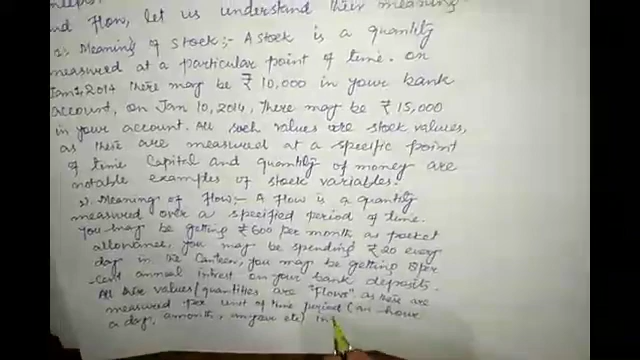 and Flow, let us understand their meaning
1) Meaning of Stock:- A Stock is a quantity
measured at a particular point of time. On
Jan 1, 2014 There may be ₹ 10,000 in your bank
account, on Jan 10, 2014, There may be ₹ 15,000
in your account. All such values are stock values,
as these are measured at a specific point
of time Capital and quantity of money are
notable examples of stock variables.
2) Meaning of Flow:- A Flow is a quantity
measured over a specified period of time.
You may be getting ₹600 per month as pocket
allowance, you may be spending ₹20 every
day in the Canteen, you may be getting 8 per
-Cent annual interest on your bank deposits.
All these values/quantities are "Flows" as these are
measured per unit of time period (an hour
a day, a month, an year etc)